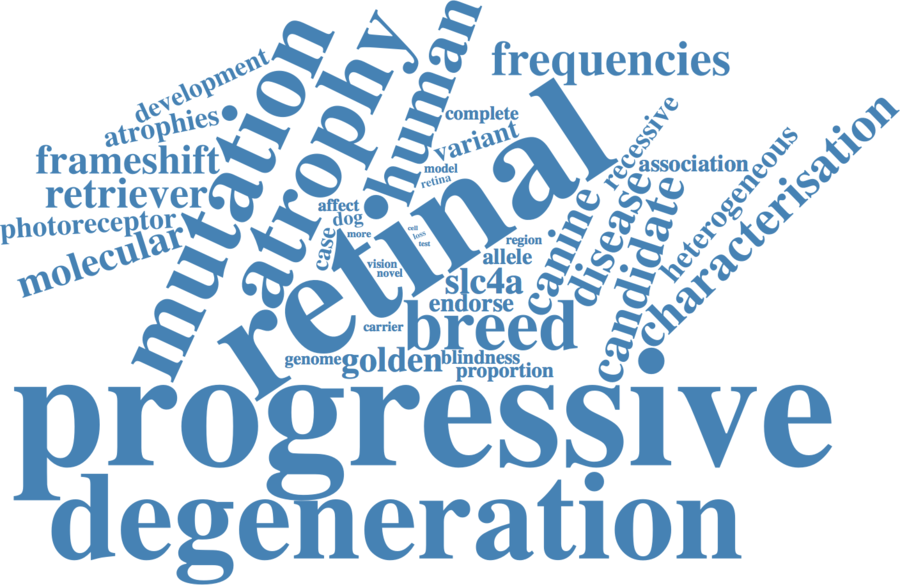 development
atrophies
frameshift
retriever
photoreceptor
molecular
mutation
atrophy
human
frequencies
complete
variant
model
retina
retinal
affect
dog
more
case
cell
loss
test
vision
novel
region
allele
slc4a
endorse
carrier
breed
genome
golden
blindness
proportion
canine
disease
recessive
association
candidate
heterogeneous
characterisation
progressive
degeneration